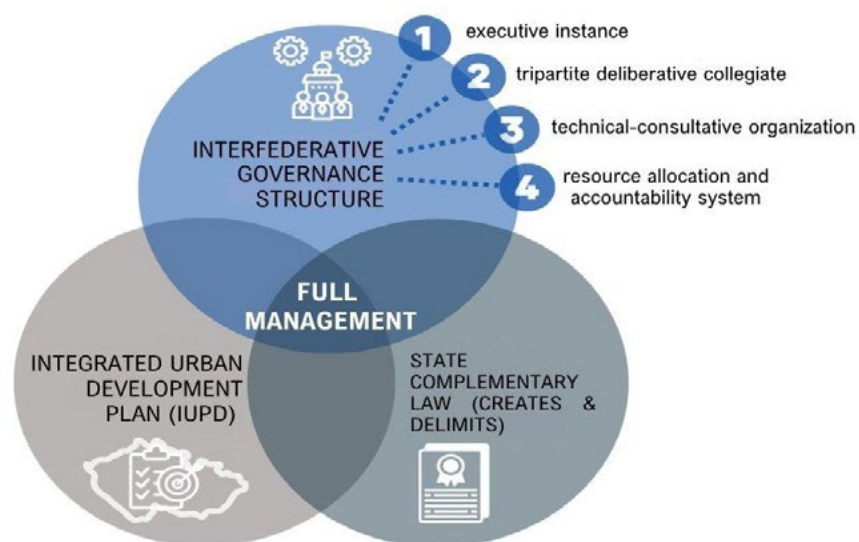 1 executive instance
2 tripartite deliberative collegiate
3 technical-consultative organization
4 resource allocation and
accountability system
INTERFEDERATIVE
GOVERNANCE
STRUCTURE
FULL
MANAGEMENT
INTEGRATED URBAN
DEVELOPMENT
PLAN (IUPD)
STATE
COMPLEMENTARY
LAW (CREATES &
DELIMITS)